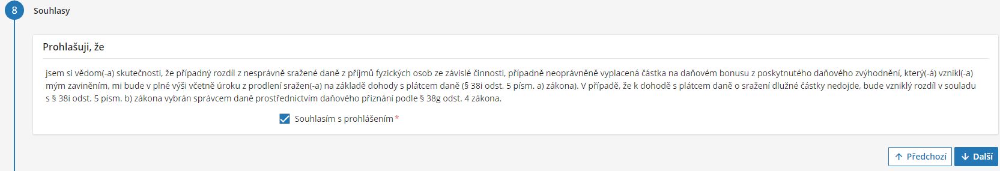 8
Souhlasy
Prohlašuji, že
jsem si vědom(-a) skutečnosti, že případný rozdíl z nesprávně sražené daně z příjmů fyzických osob ze závislé činnosti, případně neoprávněně vyplacená částka na daňovém bonusu z poskytnutého daňového zvýhodnění, který(-á) vznikl(-a)
mým zaviněním, mi bude v plné výši včetně úroku z prodlení sražen(-a) na základě dohody s plátcem daně (§ 38i odst. 5 písm. a) zákona). V případě, že k dohodě s plátcem daně o sražení dlužné částky nedojde, bude vzniklý rozdíl v souladu
s § 38i odst. 5 písm. b) zákona vybrán správcem daně prostřednictvím daňového přiznání podle § 38g odst. 4 zákona.
Souhlasím s prohlášením *
Předchozí
Další